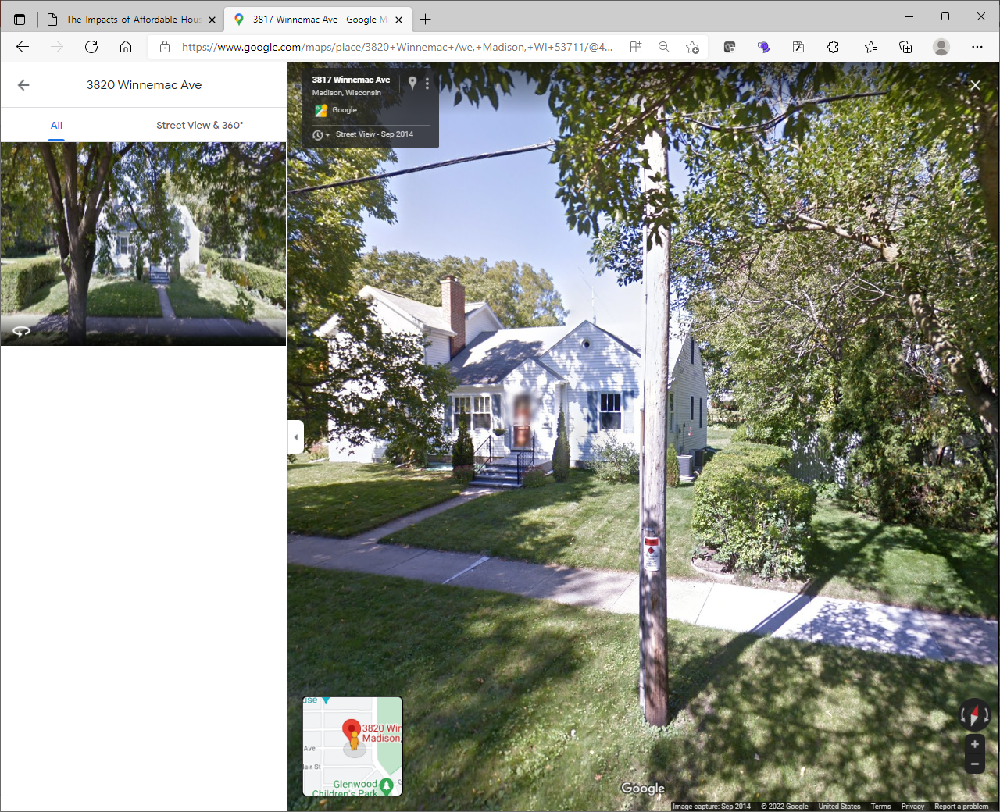 The-Impacts-of-Affordable-Hous
3817 Winnemac Ave - Google M
https://www.google.com/maps/place/3820+Winnemac+Ave,+Madison,+WI+53711/@4...
3820 Winnemac Ave
All
Street View & 360°
3817 Winnemac Ave
Madison, Wisconsin
Google
Street View - Sep 2014
use
3820 Win
Madison,
Ave
lair St
G
Glenwood
Children's Park
Google
Image capture: Sep 2014
© 2022 Google
United States
Terms
Privacy
Report a problem